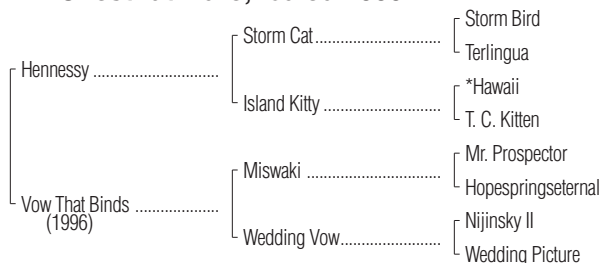 Storm Bird
Storm Cat
Terlingua
Hennessy
*Hawaii
Island Kitty
T. C. Kitten
Mr. Prospector
Miswaki
Hopespringseternal
Vow That Binds
(1996)
Nijinsky II
Wedding Vow
Wedding Picture